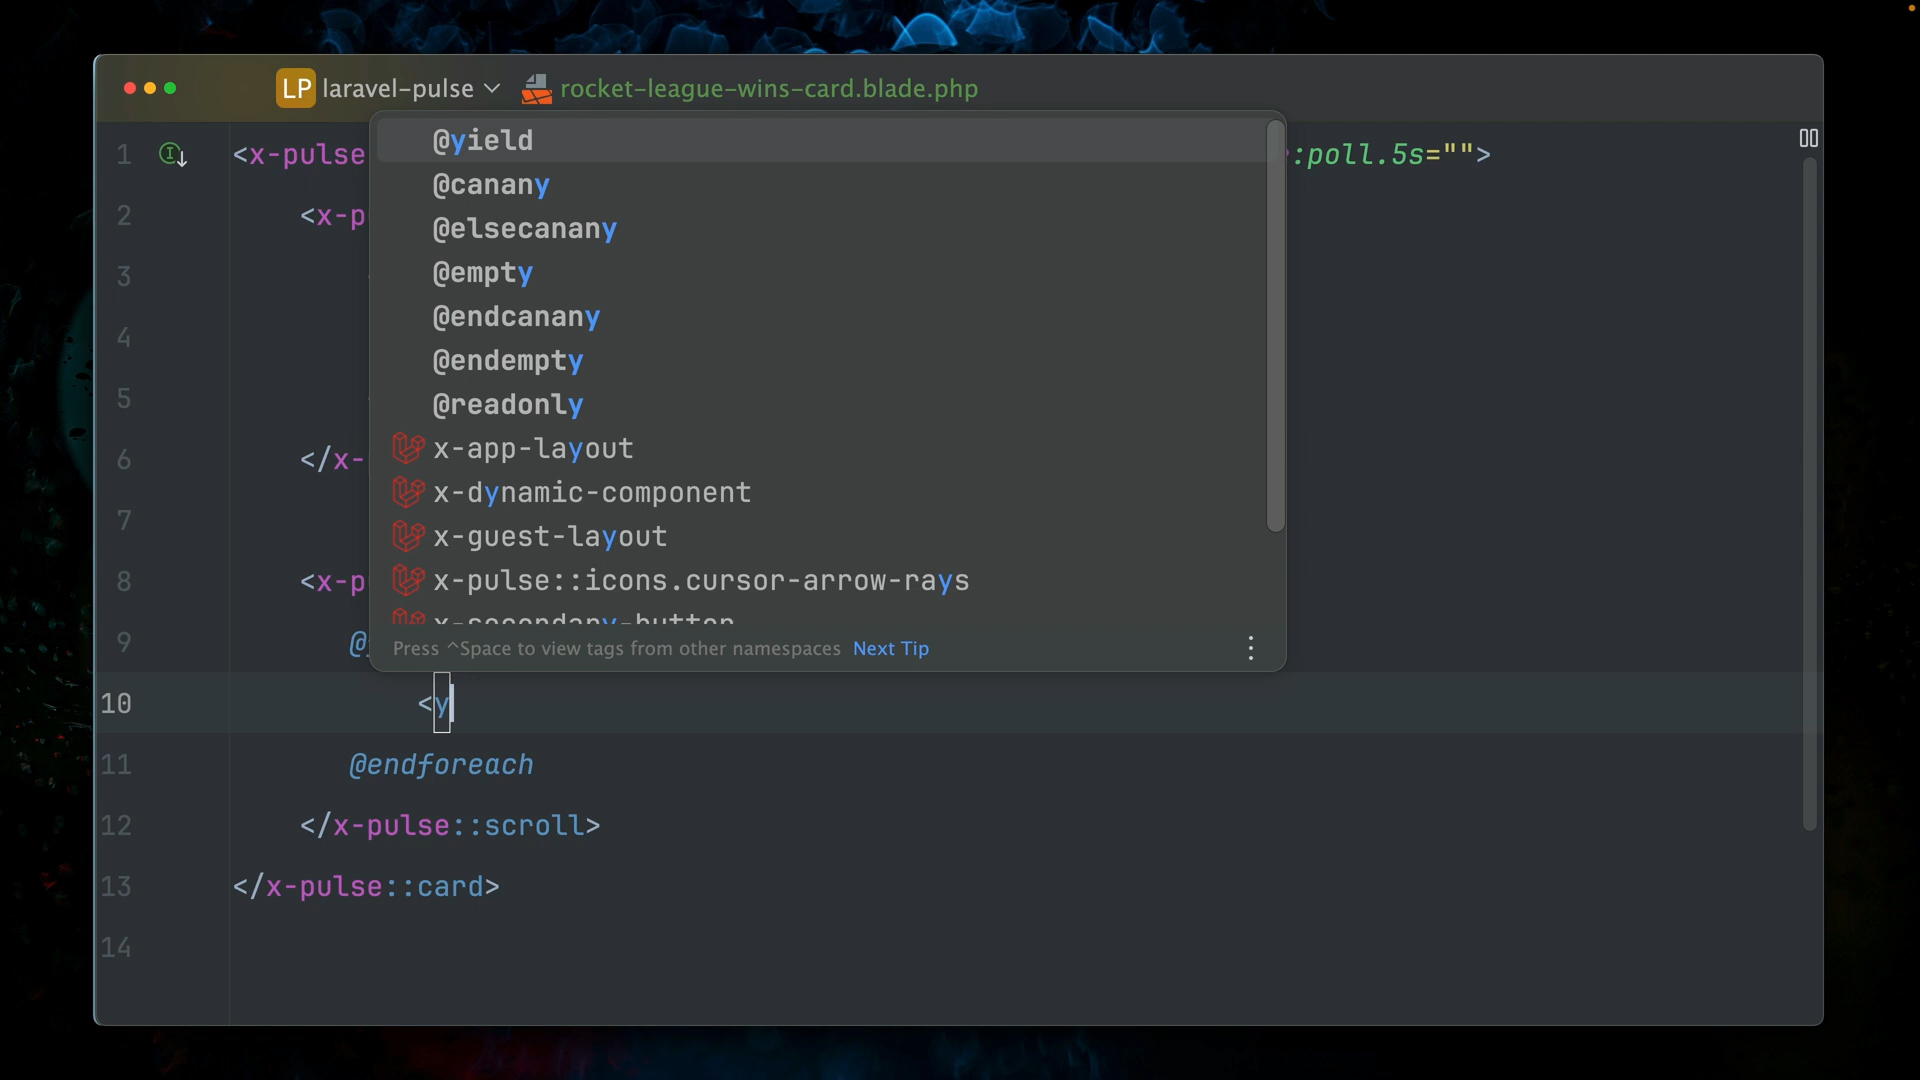 LP laravel-pulse rocket-league-wins-card.blade.php
1 <x-pulse :poll.5s="">
2 <x-p
3
4
5
6 </x-
7
8 <x-p
9 @
10 <y
11 @endforeach
12 </x-pulse::scroll>
13 </x-pulse::card>
14
@yield
@canany
@elsecanany
@empty
@endcanany
@endempty
@readonly
x-app-layout
x-dynamic-component
x-guest-layout
x-pulse::icons.cursor-arrow-rays
x-secondary-button
Press ^Space to view tags from other namespaces Next Tip